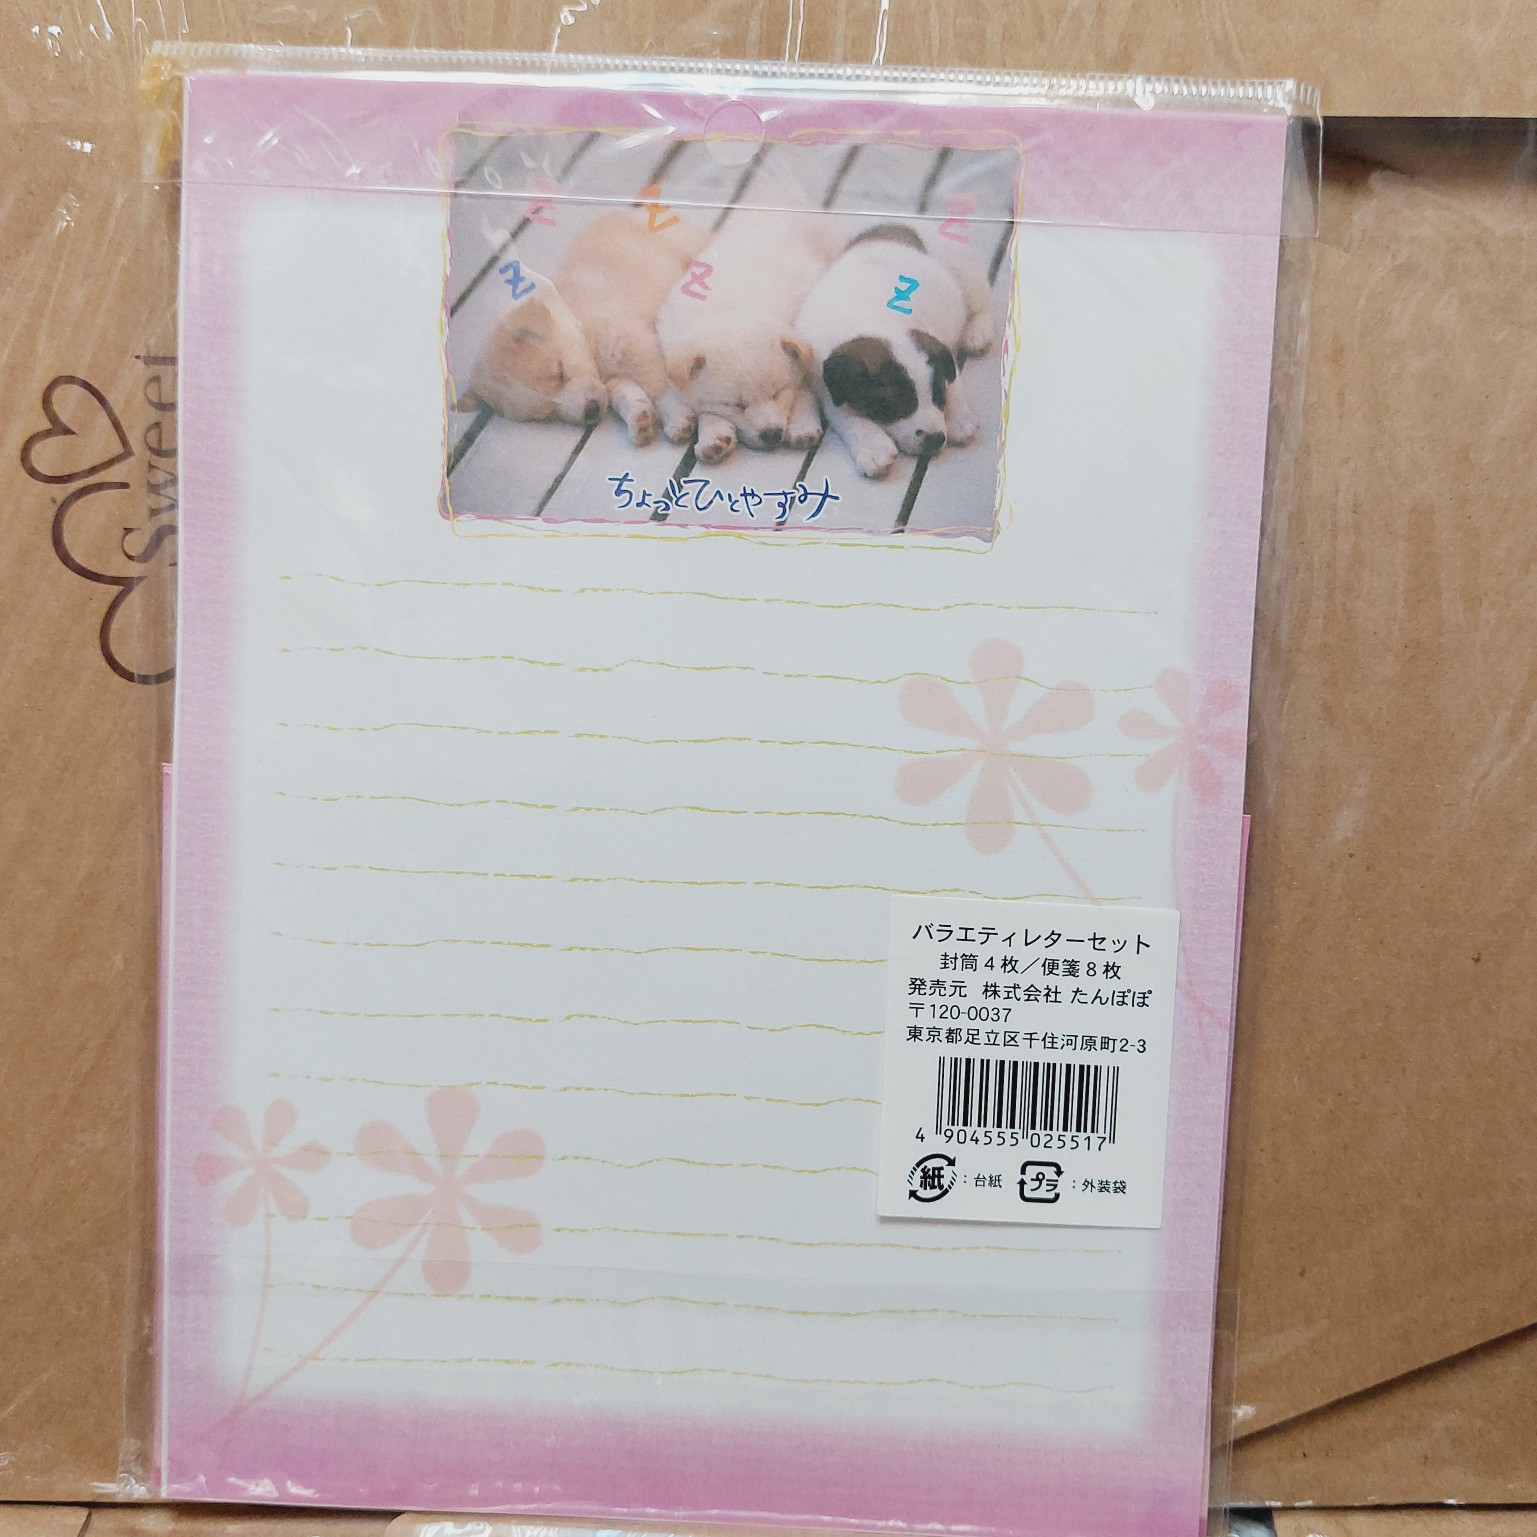 Z
Z
Z
Z
Z
Z
ちょっとひとやすみ
Sweet
バラエティレターセット
封筒4枚／便箋8枚
発売元 株式会社 たんぽぽ
〒120-0037
東京都足立区千住河原町2-3
4 904555 025517
紙：台紙 プラ：外装袋